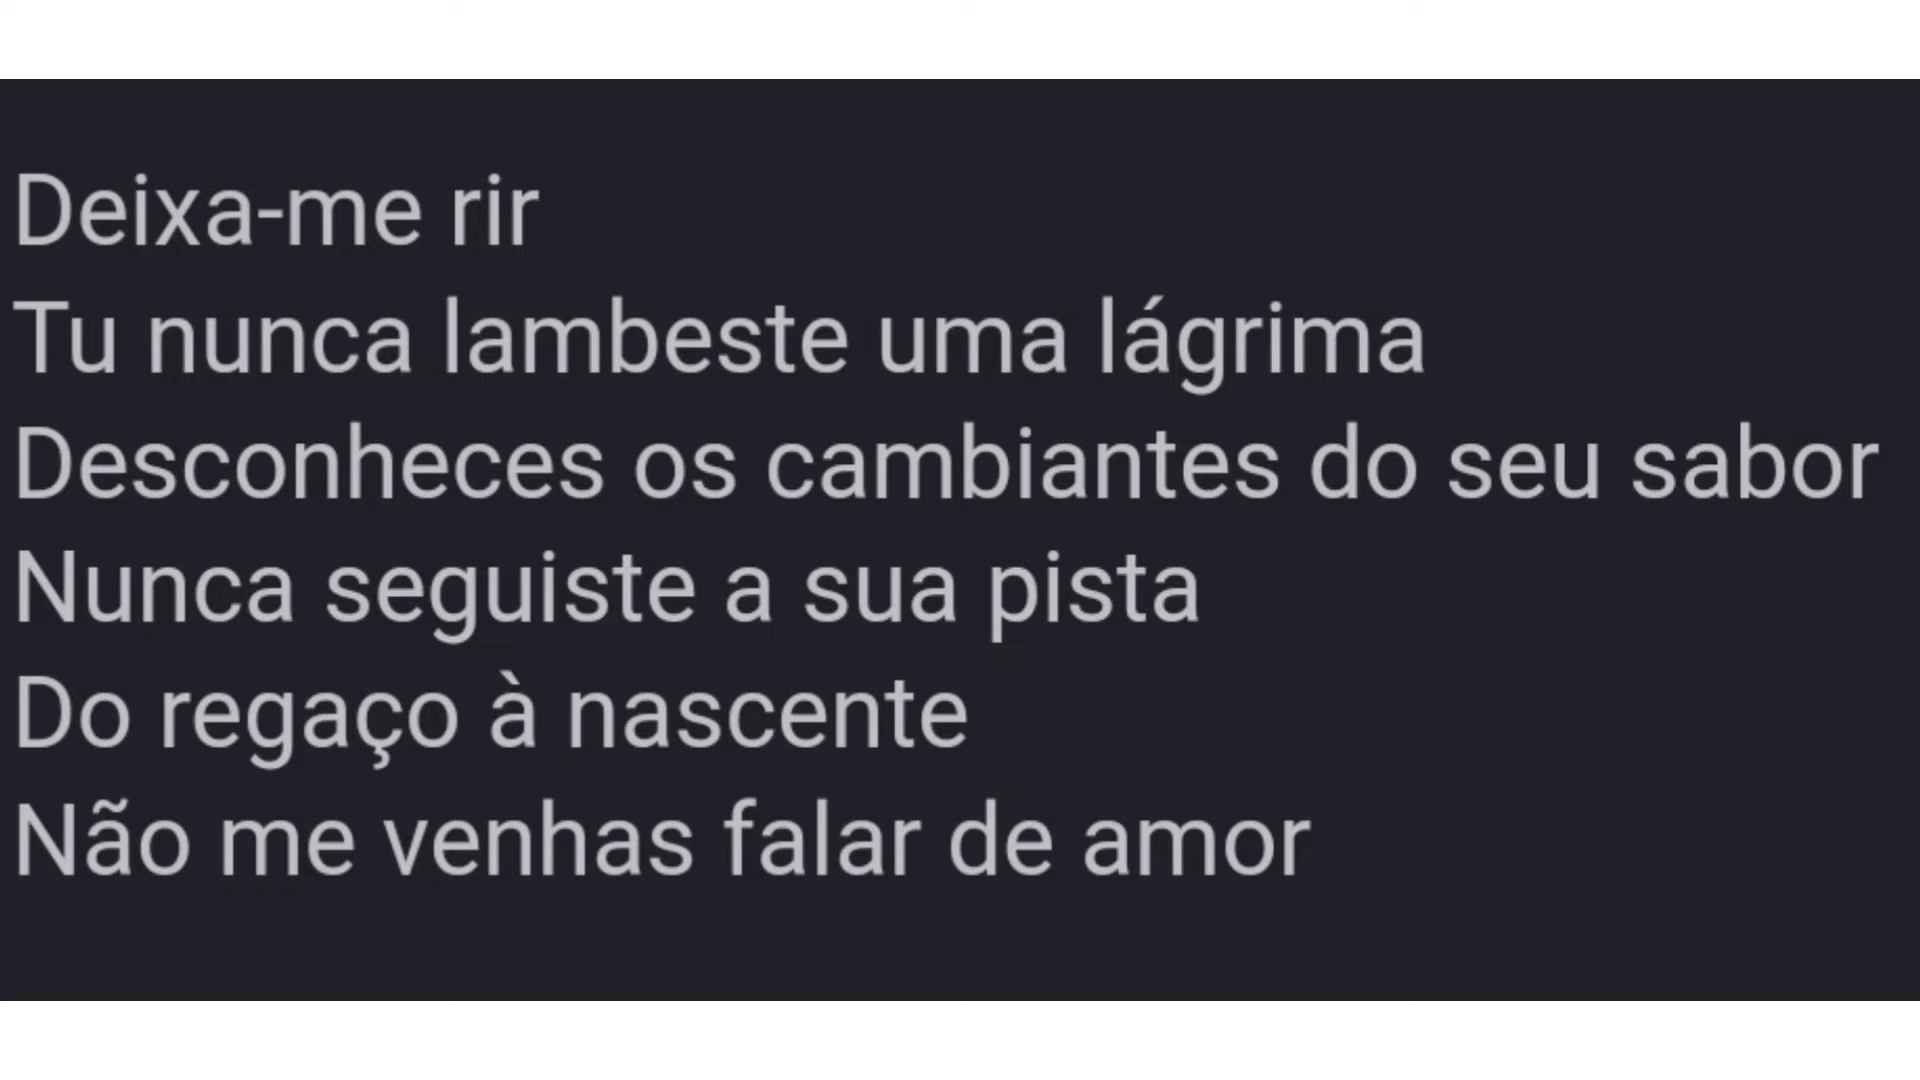 Deixa-me rir
Tu nunca lambeste uma lágrima
Desconheces os cambiantes do seu sabor
Nunca seguiste a sua pista
Do regaço à nascente
Não me venhas falar de amor